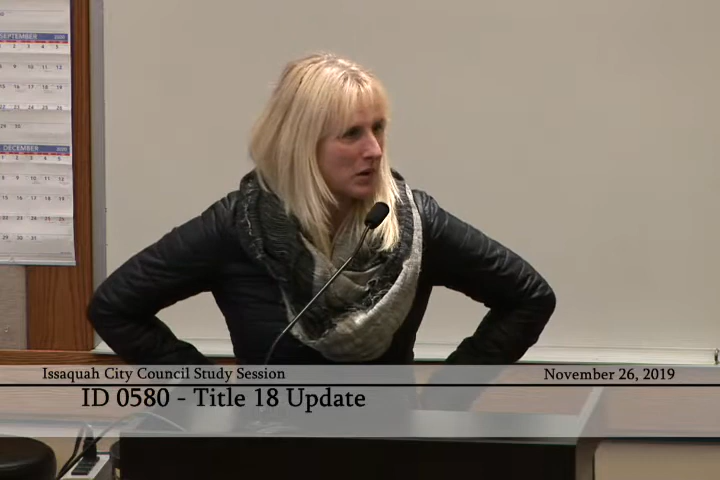 SEPTEMBER
DECEMBER
Issaquah City Council Study Session
November 26, 2019
ID 0580 - Title 18 Update